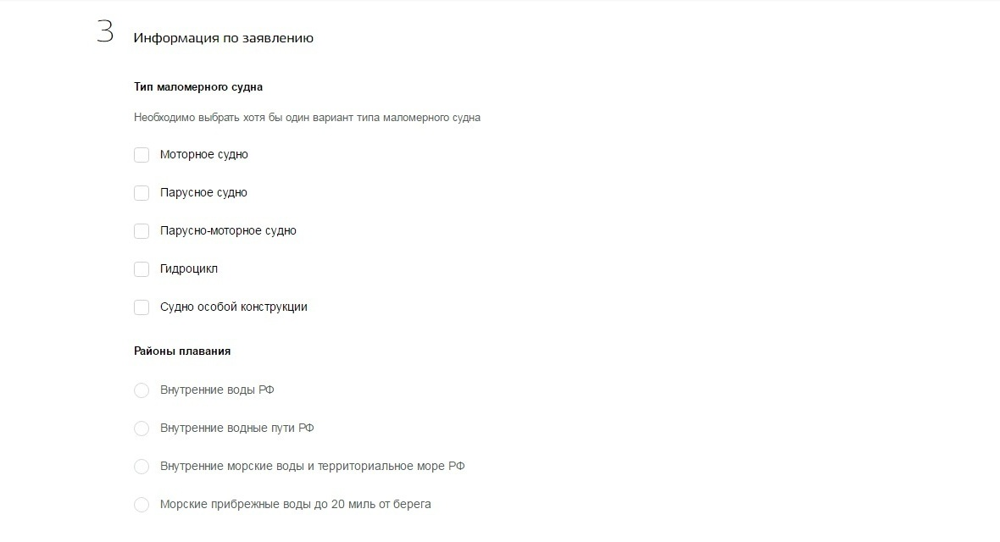 3
Информация по заявлению
Тип маломерного судна
Необходимо выбрать хотя бы один вариант типа маломерного судна
Моторное судно
Парусное судно
Парусно-моторное судно
Гидроцикл
Судно особой конструкции
Районы плавания
Внутренние воды РФ
Внутренние водные пути РФ
Внутренние морские воды и территориальное море РФ
Морские прибрежные воды до 20 миль от берега